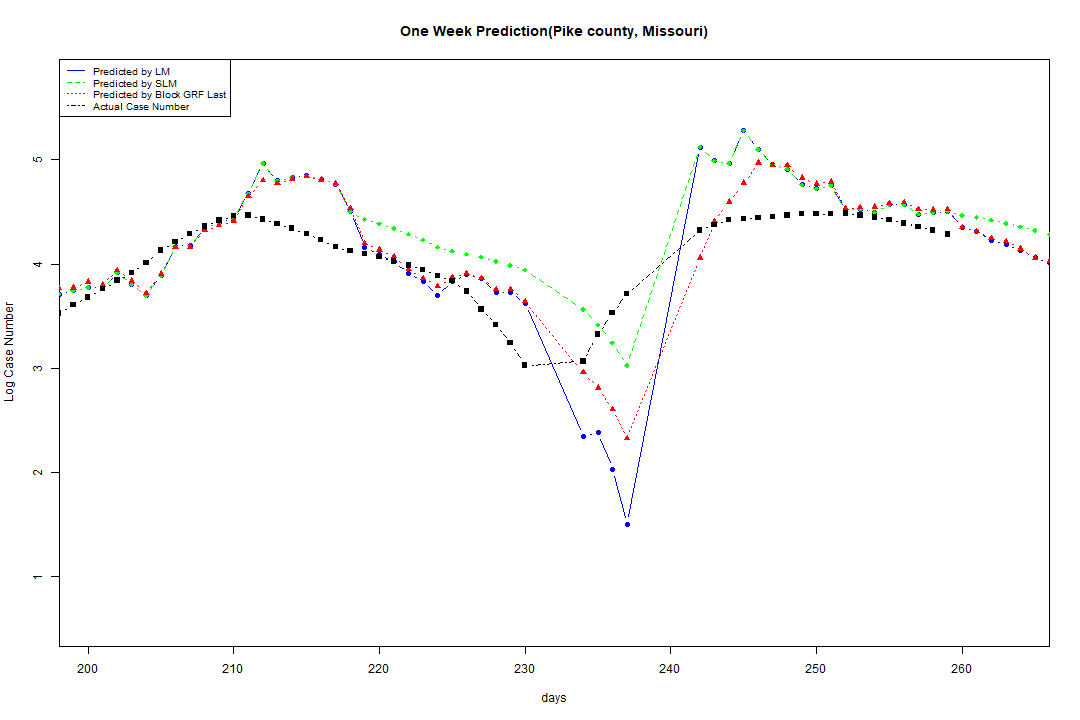 One Week Prediction(Pike county, Missouri)
Predicted by LM
Predicted by SLM
Predicted by Block GRF Last
Actual Case Number
5
4
3
2
1
Log Case Number
200 210 220 230 240 250 260
days